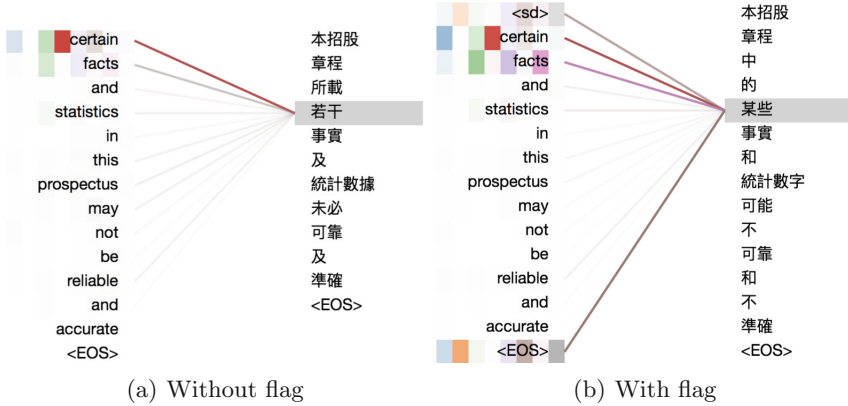 certain
facts
and
statistics
in
this
prospectus
may
not
be
reliable
and
accurate
<EOS>
本招股
章程
所載
若干
事實
及
統計數據
未必
可靠
及
準確
<EOS>
(a) Without flag
<sd>
certain
facts
and
statistics
in
this
prospectus
may
not
be
reliable
and
accurate
<EOS>
本招股
章程
中
的
某些
事實
和
統計數字
可能
不
可靠
和
不
準確
<EOS>
(b) With flag